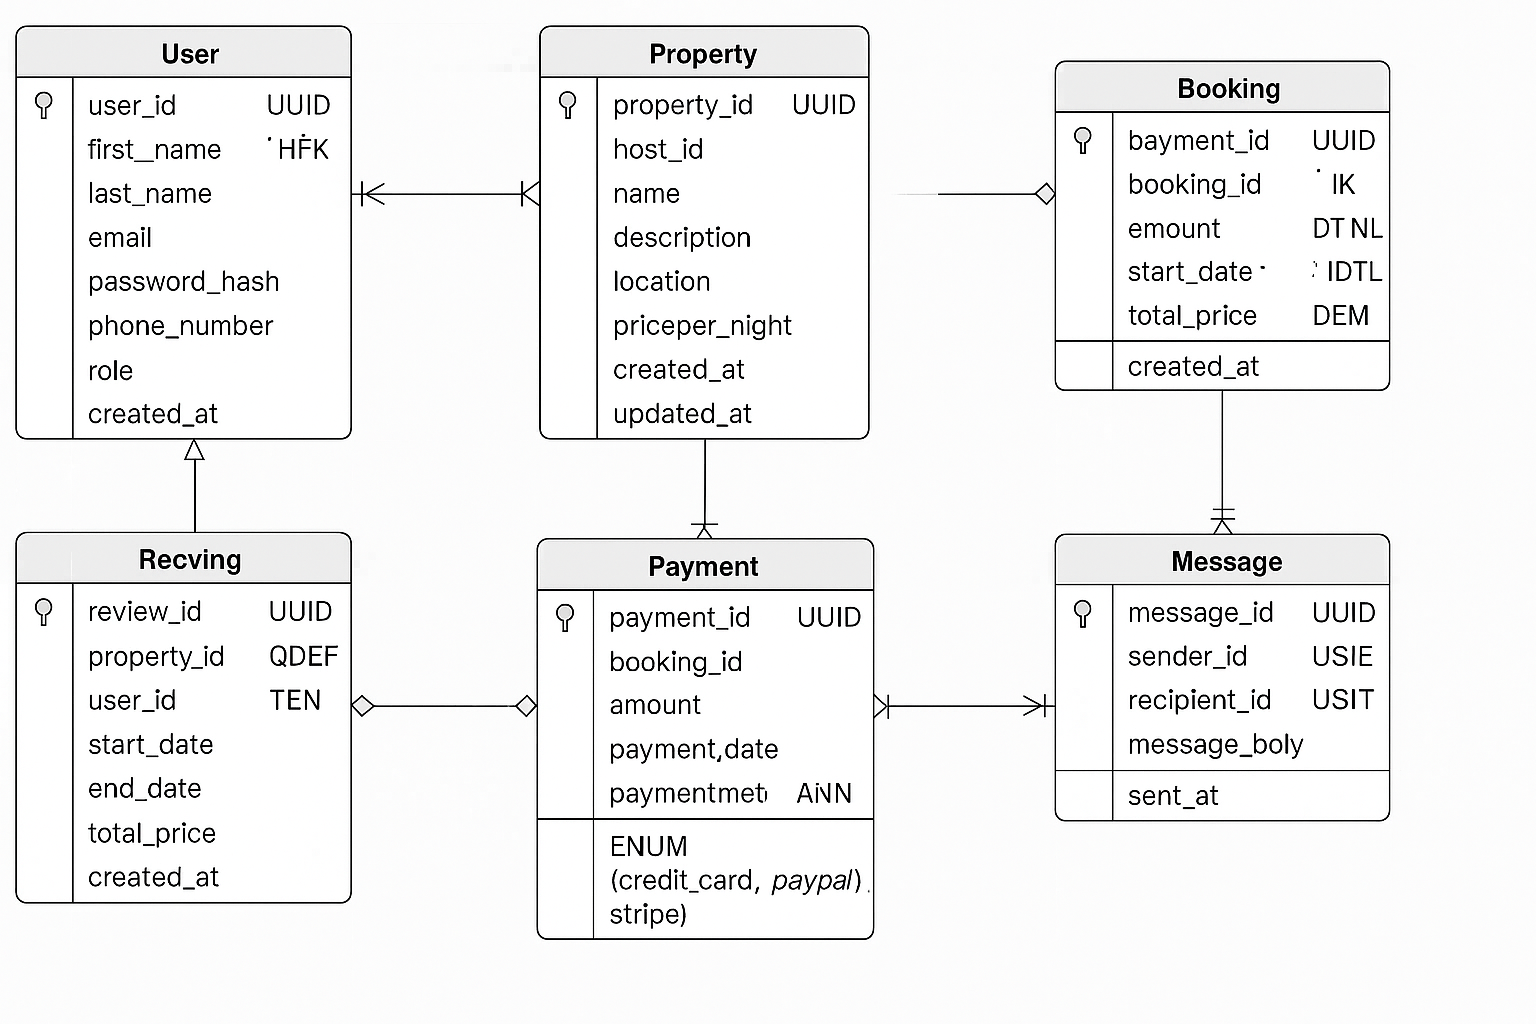 User
user_id UUID
first_name HFK
last_name
email
password_hash
phone_number
role
created_at
Property
property_id UUID
host_id
name
description
location
priceper_night
created_at
updated_at
Booking
bayment_id UUID
booking_id IK
emount DT NL
start_date IDTL
total_price DEM
created_at
Recving
review_id UUID
property_id QDEF
user_id TEN
start_date
end_date
total_price
created_at
Payment
payment_id UUID
booking_id
amount
payment,date
paymentmet AiNN
ENUM
(credit_card, paypal)
stripe)
Message
message_id UUID
sender_id USIE
recipient_id USIT
message_boly
sent_at